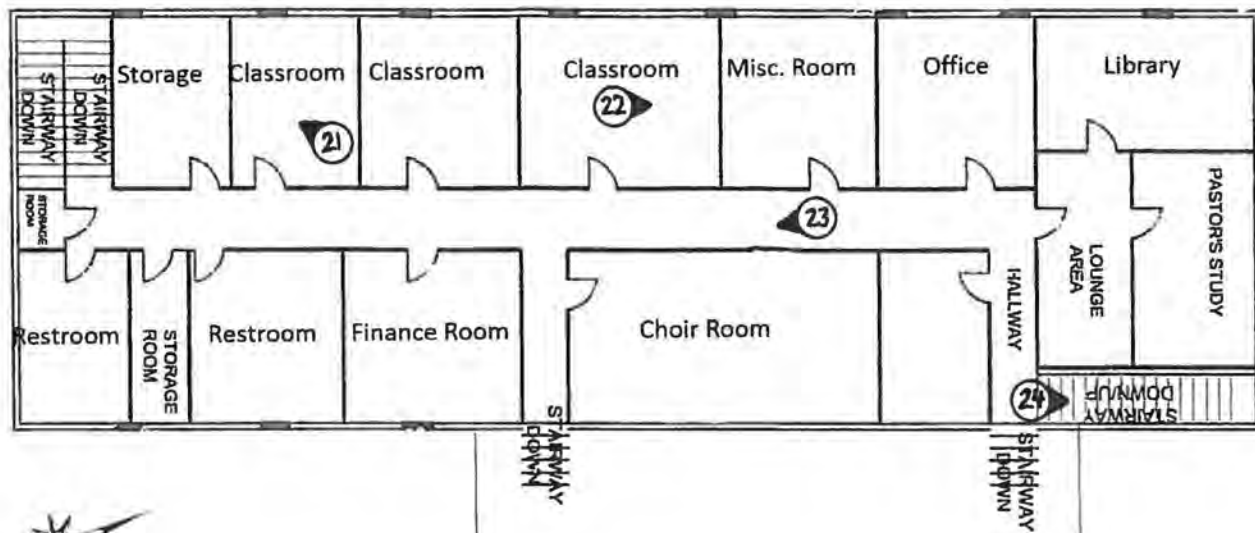 Storage
Classroom
Classroom
Classroom
Misc. Room
Office
Library
STAIRWAY
DOWN
STAIRWAY
DOWN
21
22
23
STORAGE
ROOM
PASTOR'S STUDY
LOUNGE
AREA
HALLWAY
Restroom
STORAGE
ROOM
Restroom
Finance Room
Choir Room
24
STAIRWAY
DOWN/UP
STAIRWAY
DOWN
STAIRWAY
DOWN